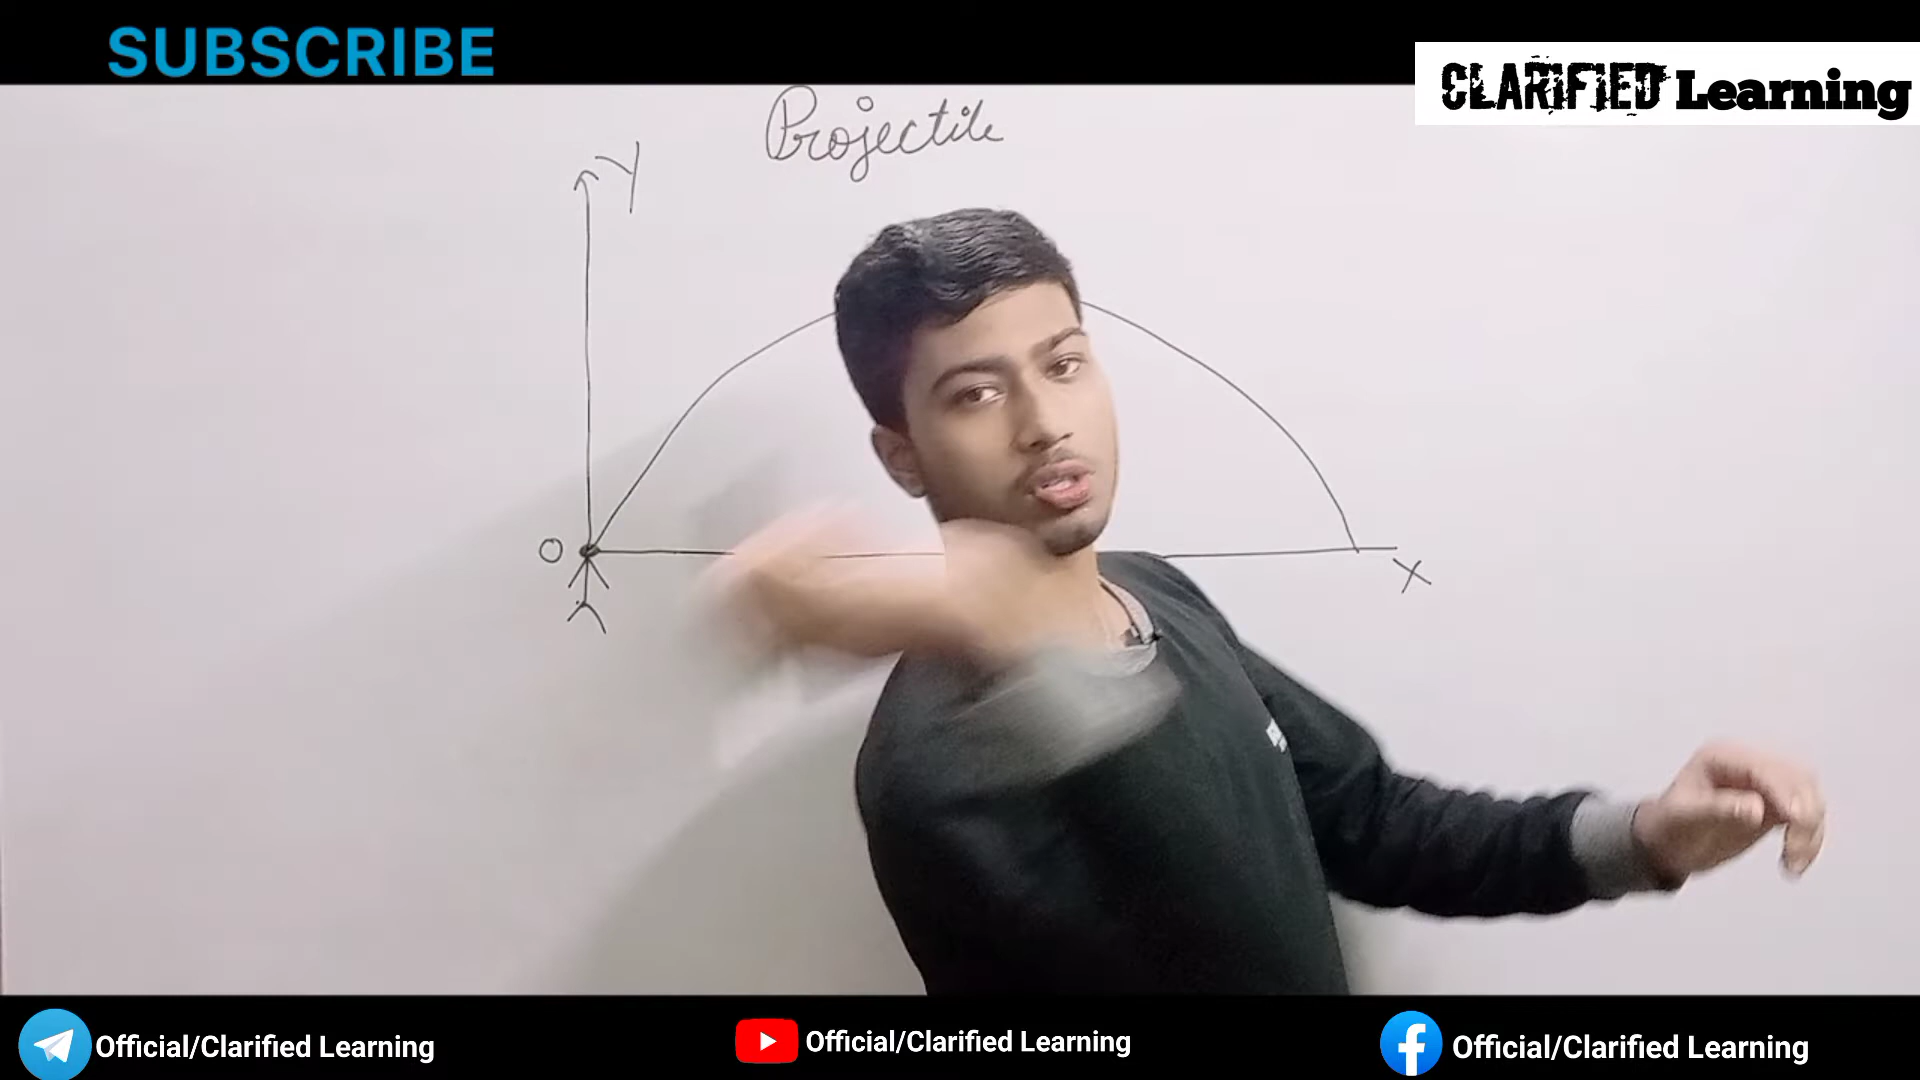 SUBSCRIBE
CLARIFIED Learning
Projectile
Y
O
X
Official/Clarified Learning
Official/Clarified Learning
Official/Clarified Learning